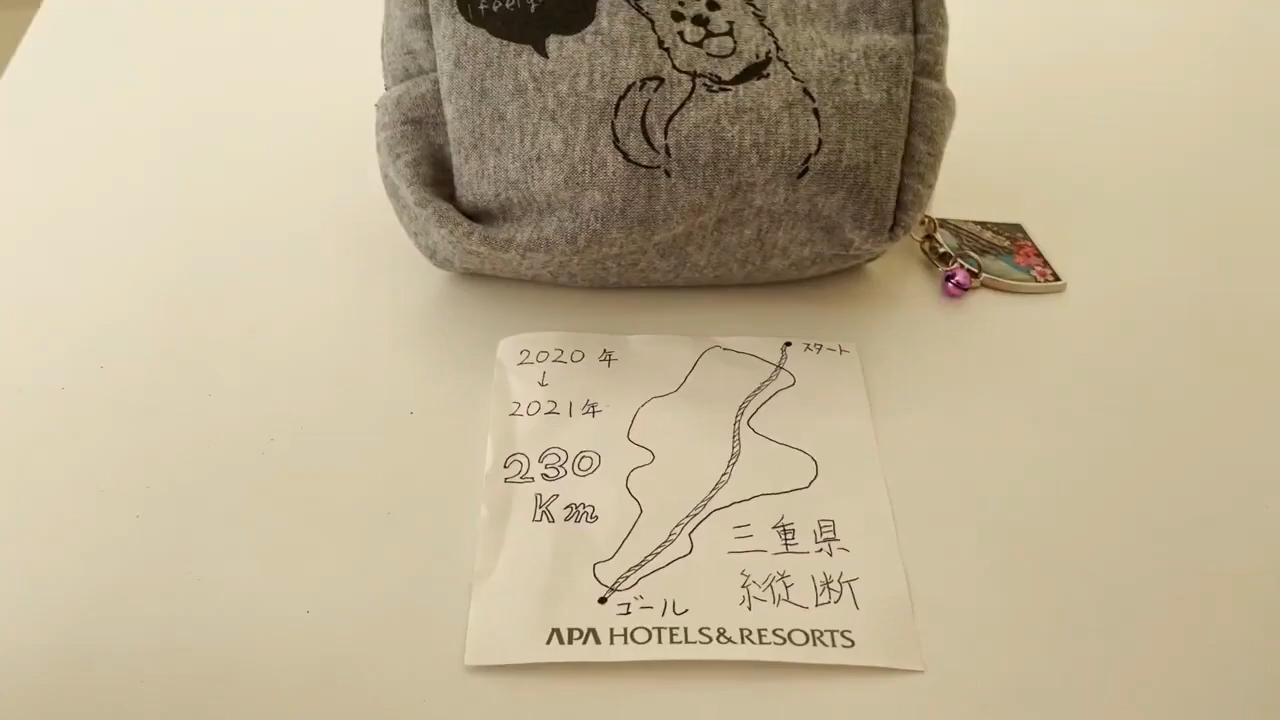 i feel
2020年
↓
2021年
230
Km
スタート
三重県
縦断
ゴール
APA HOTELS&RESORTS